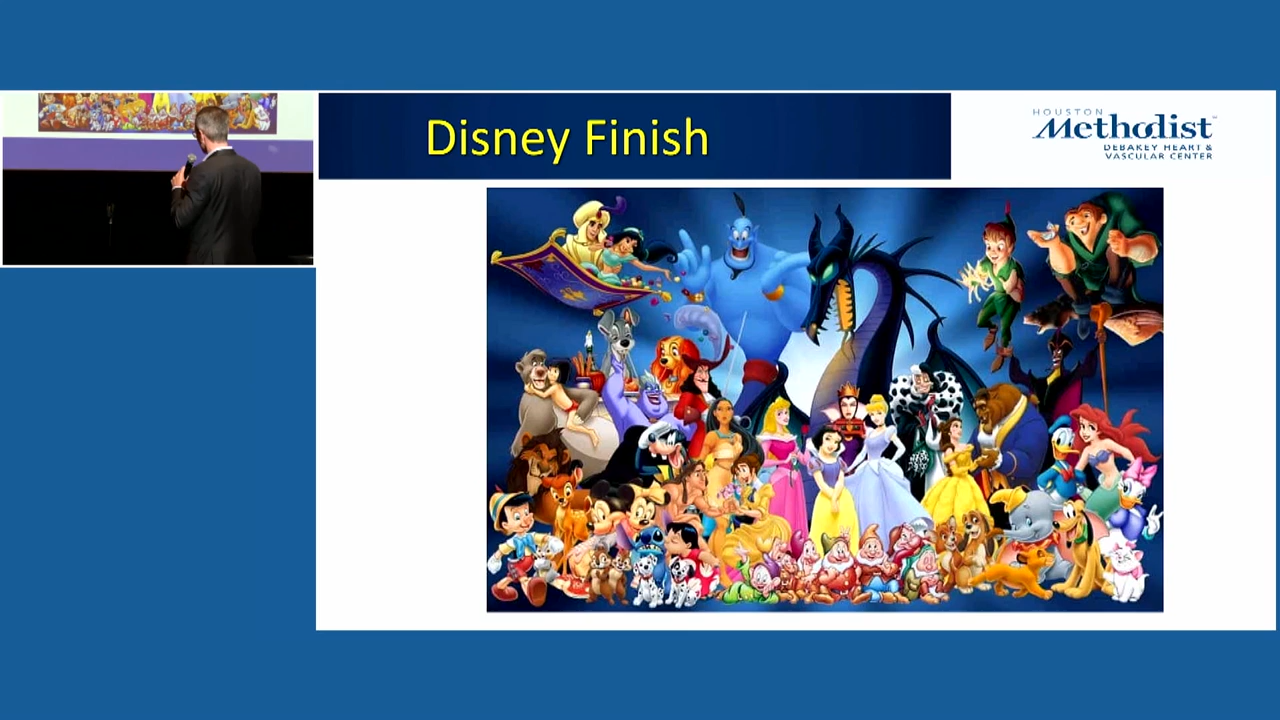 Disney Finish
HOUSTON
Methodist
DEBAKEY HEART &
VASCULAR CENTER